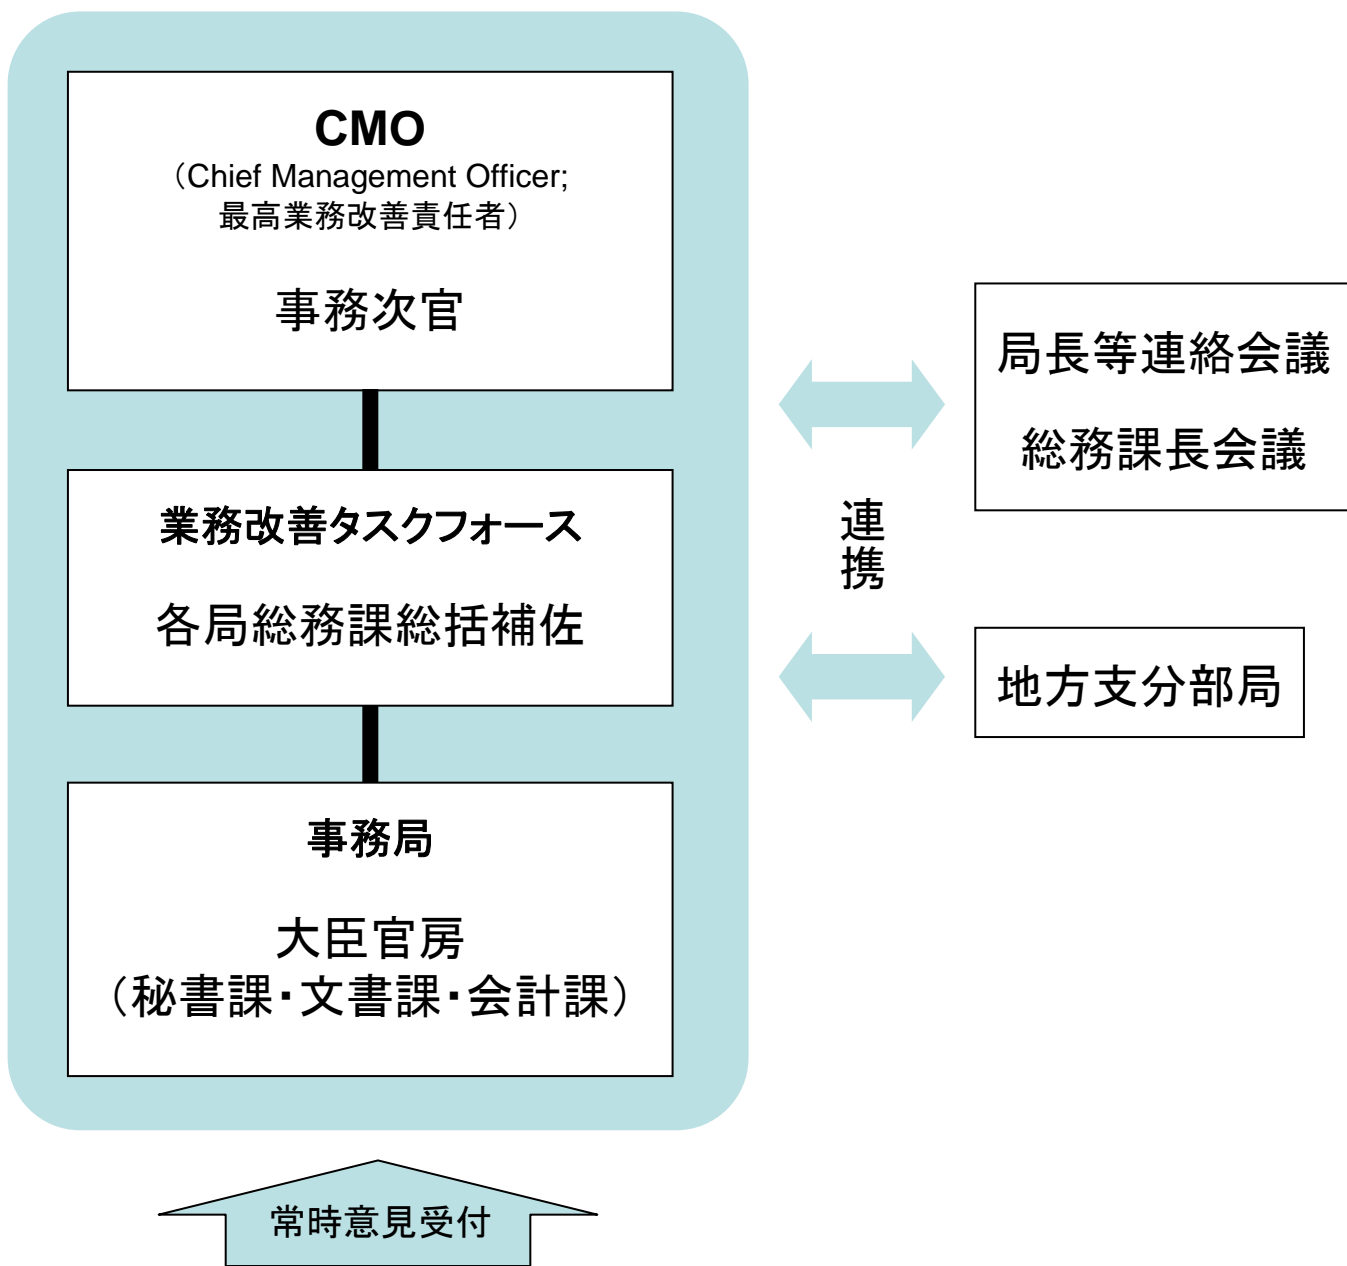 CMO
（Chief Management Officer;
最高業務改善責任者）
事務次官
業務改善タスクフォース
各局総務課総括補佐
事務局
大臣官房
（秘書課・文書課・会計課）
常時意見受付
連携
局長等連絡会議
総務課長会議
地方支分部局